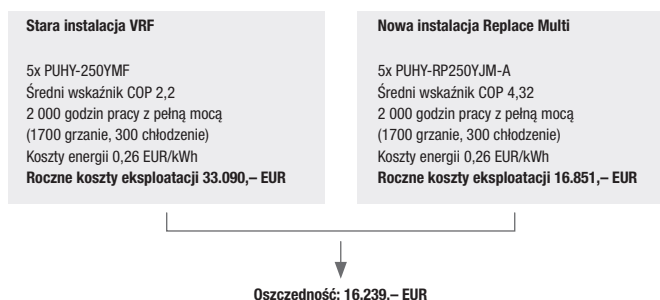 Stara instalacja VRF
5x PUHY-250YMF
Średni wskaźnik COP 2,2
2 000 godzin pracy z pełną mocą
(1700 grzanie, 300 chłodzenie)
Koszty energii 0,26 EUR/kWh
Roczne koszty eksploatacji 33.090,– EUR
Nowa instalacja Replace Multi
5x PUHY-RP250YJM-A
Średni wskaźnik COP 4,32
2 000 godzin pracy z pełną mocą
(1700 grzanie, 300 chłodzenie)
Koszty energii 0,26 EUR/kWh
Roczne koszty eksploatacji 16.851,– EUR
Oszczędność: 16.239,– EUR